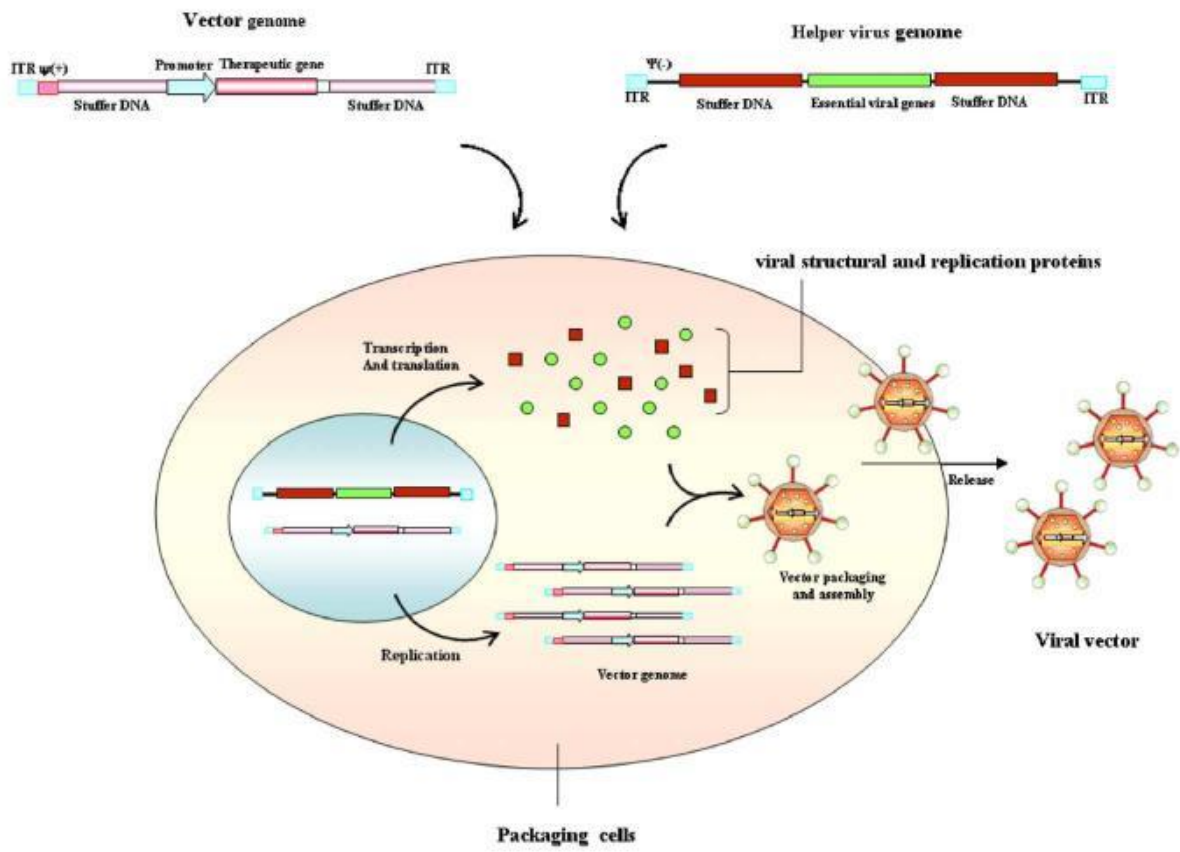 Vector genome
ITR ψ(+) Promoter Therapeutic gene ITR
Stuffer DNA Stuffer DNA
Helper virus genome
Ψ(-)
ITR Stuffer DNA Essential viral genes Stuffer DNA ITR
viral structural and replication proteins
Transcription
And translation
Release
Vector packaging
and assembly
Viral vector
Replication
Vector genome
Packaging cells